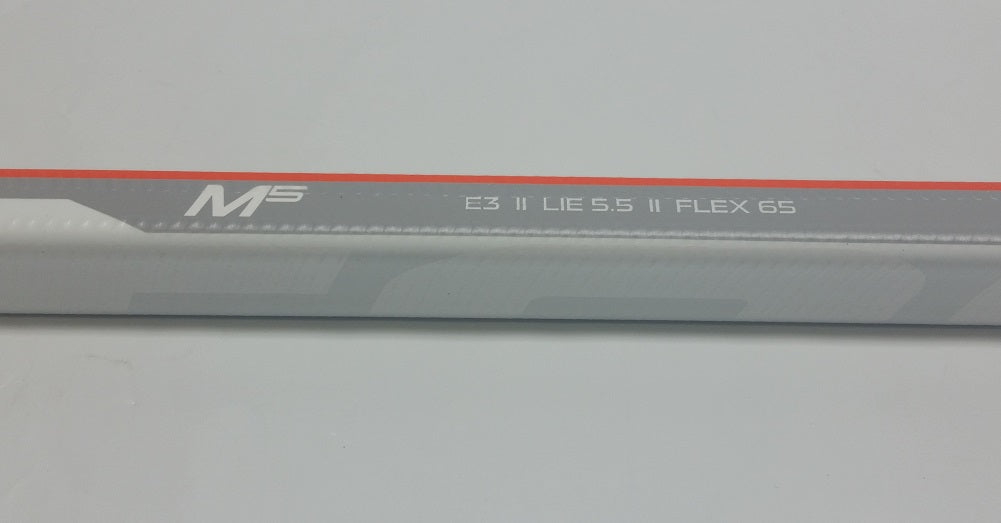 M5 E3 II LIE 5.5 II FLEX 65